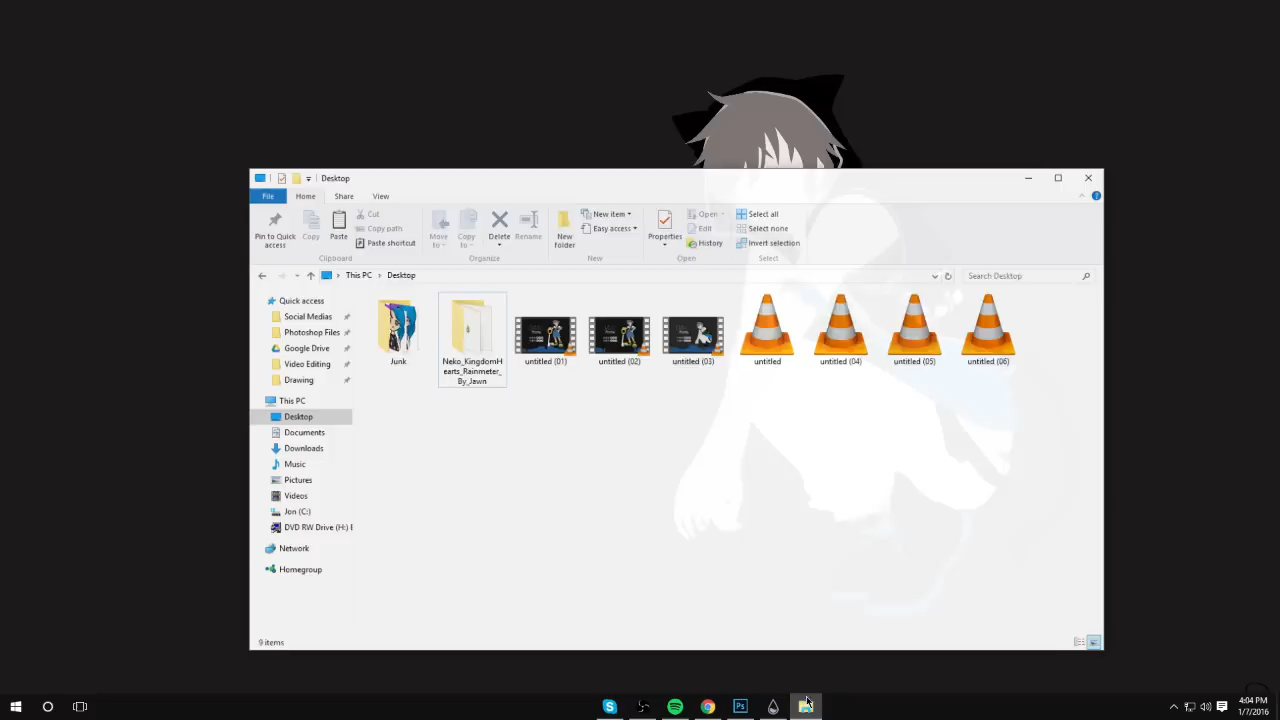 Desktop
File
Home
Share
View
Pin to Quick access
Copy
Paste
Cut
Copy path
Paste shortcut
Clipboard
Move to
Copy to
Delete
Rename
Organize
New folder
New item
Easy access
New
Properties
Open
Edit
History
Open
Select all
Select none
Invert selection
Select
This PC
Desktop
Search Desktop
Quick access
Social Medias
Photoshop Files
Google Drive
Video Editing
Drawing
This PC
Desktop
Documents
Downloads
Music
Pictures
Videos
Jon (C:)
DVD RW Drive (H:) E
Network
Homegroup
Junk
Neko_KingdomH
earts_Rainmeter_
By_Jawn
untitled (01)
untitled (02)
untitled (03)
untitled
untitled (04)
untitled (05)
untitled (06)
9 items
Ps
4:04 PM
1/7/2016